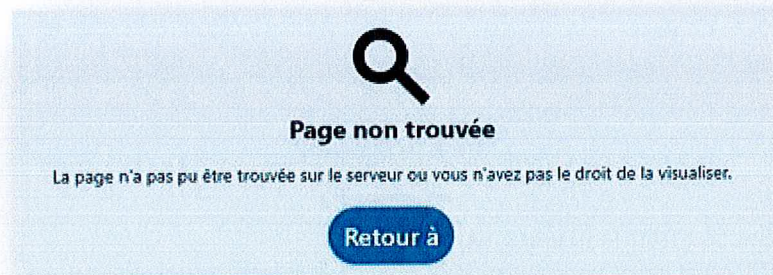 Page non trouvée
La page n'a pas pu être trouvée sur le serveur ou vous n'avez pas le droit de la visualiser.
Retour à